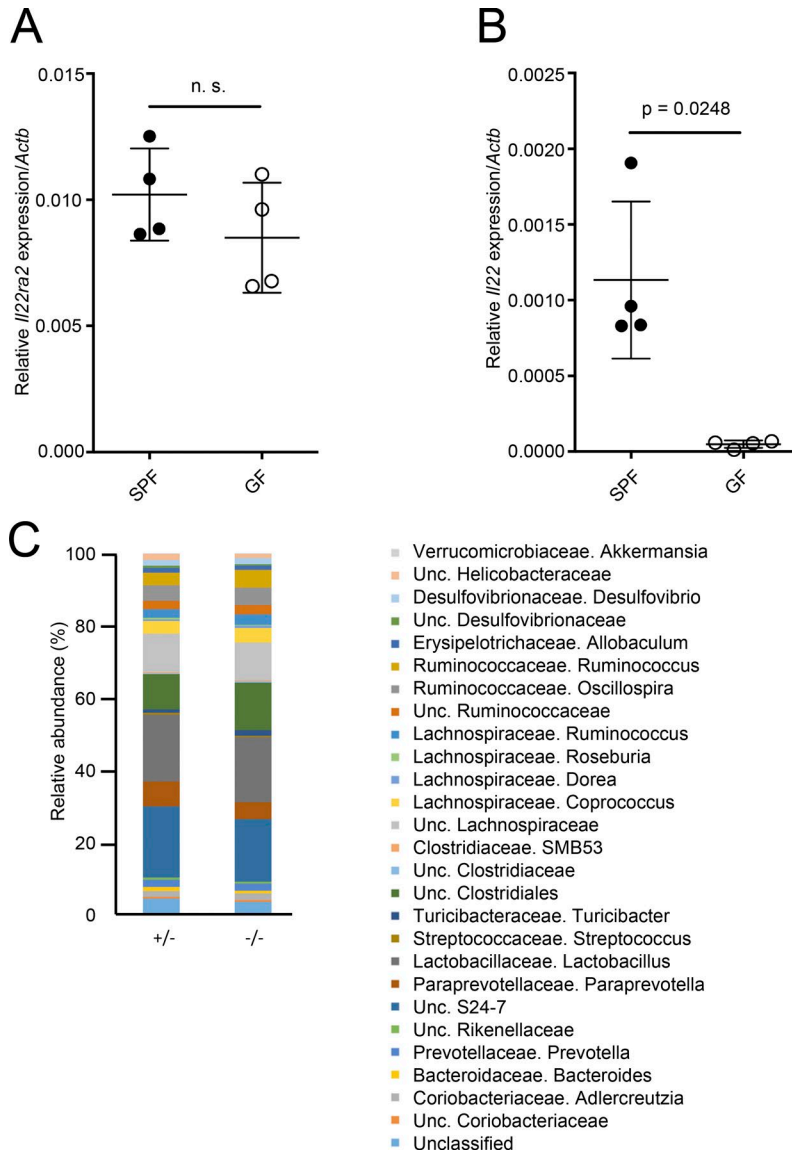 A
Relative Il22ra2 expression/Actb
0.015
0.010
0.005
0.000
n. s.
SPF
GF
B
Relative Il22 expression/Actb
0.0025
0.0020
0.0015
0.0010
0.0005
0.0000
p = 0.0248
SPF
GF
C
Relative abundance (%)
100
80
60
40
20
0
+/-
-/-
Verrucomicrobiaceae. Akkermansia
Unc. Helicobacteraceae
Desulfovibrionaceae. Desulfovibrio
Unc. Desulfovibrionaceae
Erysipelotrichaceae. Allobaculum
Ruminococcaceae. Ruminococcus
Ruminococcaceae. Oscillospira
Unc. Ruminococcaceae
Lachnospiraceae. Ruminococcus
Lachnospiraceae. Roseburia
Lachnospiraceae. Dorea
Lachnospiraceae. Coprococcus
Unc. Lachnospiraceae
Clostridiaceae. SMB53
Unc. Clostridiaceae
Unc. Clostridiales
Turicibacteraceae. Turicibacter
Streptococcaceae. Streptococcus
Lactobacillaceae. Lactobacillus
Paraprevotellaceae. Paraprevotella
Unc. S24-7
Unc. Rikenellaceae
Prevotellaceae. Prevotella
Bacteroidaceae. Bacteroides
Coriobacteriaceae. Adlercreutzia
Unc. Coriobacteriaceae
Unclassified